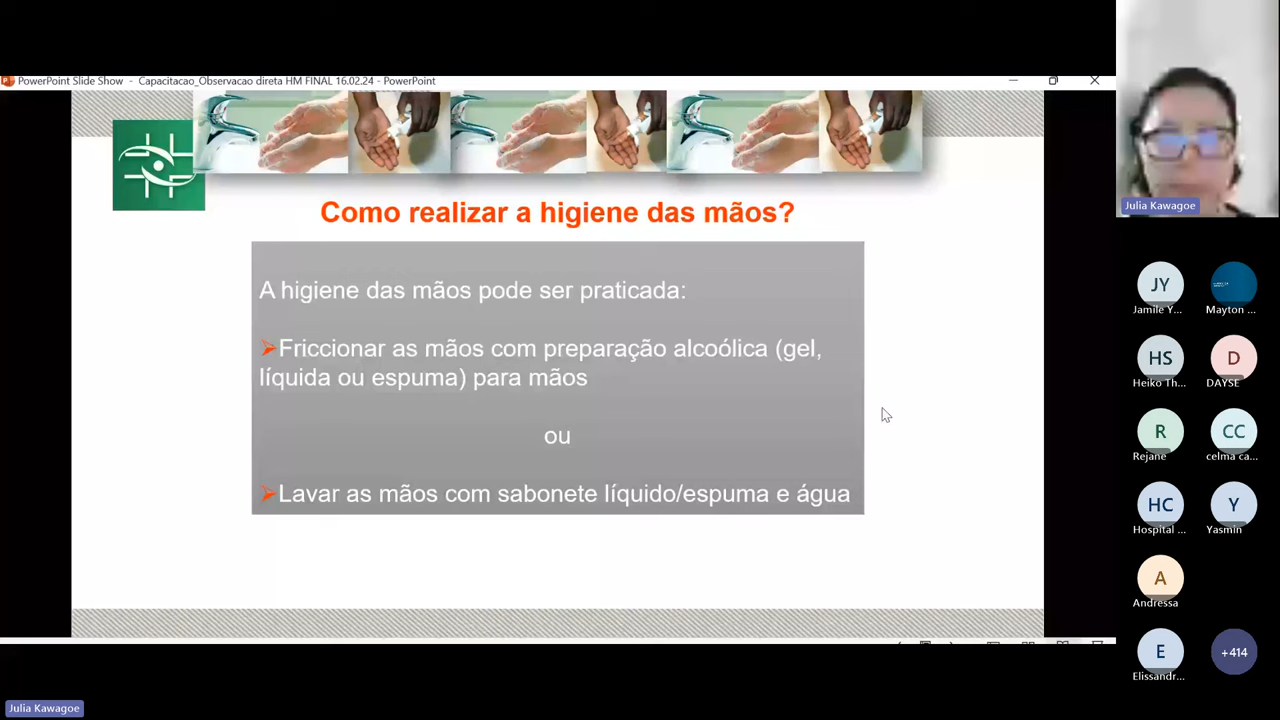 PowerPoint Slide Show - Capacitacao_Observacao direta HM FINAL 16.02.24 - PowerPoint
Como realizar a higiene das mãos?
A higiene das mãos pode ser praticada:
Friccionar as mãos com preparação alcoólica (gel,
líquida ou espuma) para mãos
ou
Lavar as mãos com sabonete líquido/espuma e água
Julia Kawagoe
JY
Jamile Y...
Mayton ...
HS
Heiko Th...
D
DAYSE
R
Rejane
CC
celma ca...
HC
Hospital ...
Y
Yasmin
A
Andressa
E
Elissandr...
+414
Julia Kawagoe